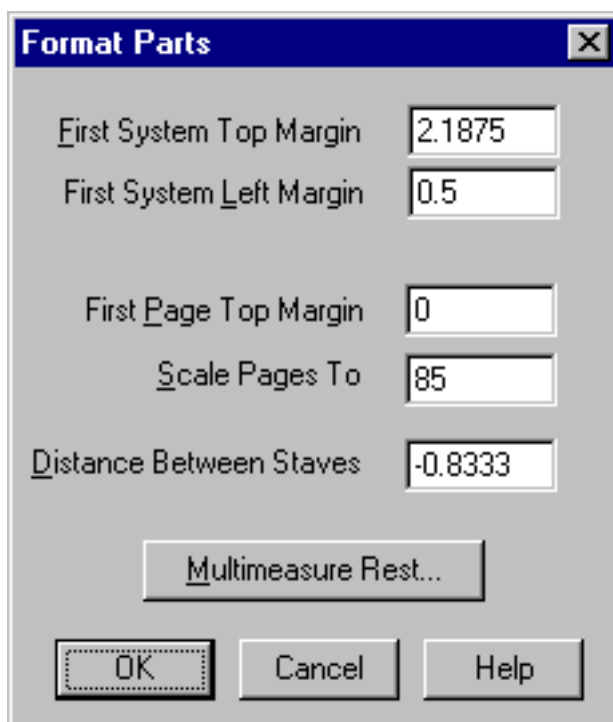 Format Parts
First System Top Margin 2.1875
First System Left Margin 0.5
First Page Top Margin 0
Scale Pages To 85
Distance Between Staves -0.8333
Multimeasure Rest...
OK Cancel Help